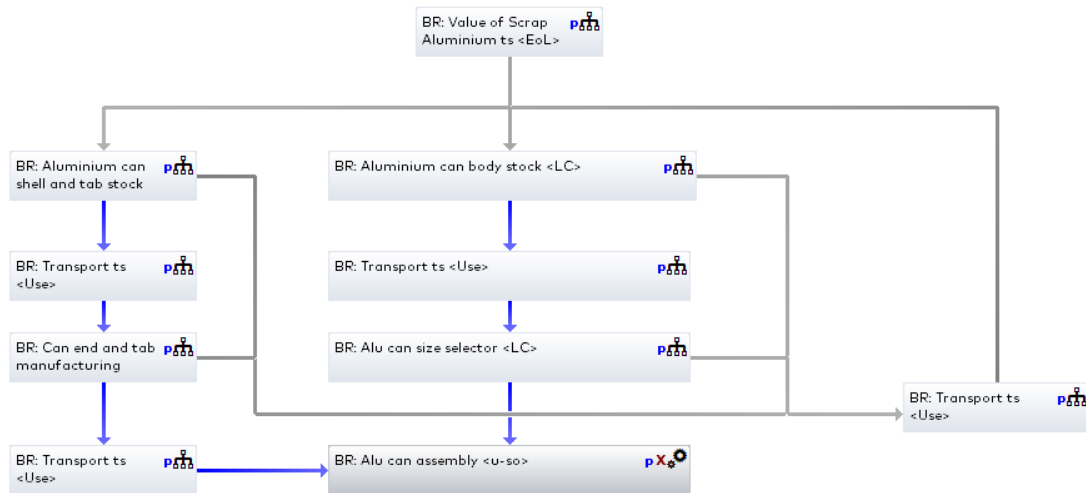 BR: Value of Scrap
Aluminium ts <EoL>
p
BR: Aluminium can
shell and tab stock
p
BR: Aluminium can body stock <LC>
p
BR: Transport ts
<Use>
p
BR: Transport ts <Use>
p
BR: Can end and tab
manufacturing
p
BR: Alu can size selector <LC>
p
BR: Transport ts
<Use>
p
BR: Transport ts
<Use>
p
BR: Alu can assembly <u-so>
p X